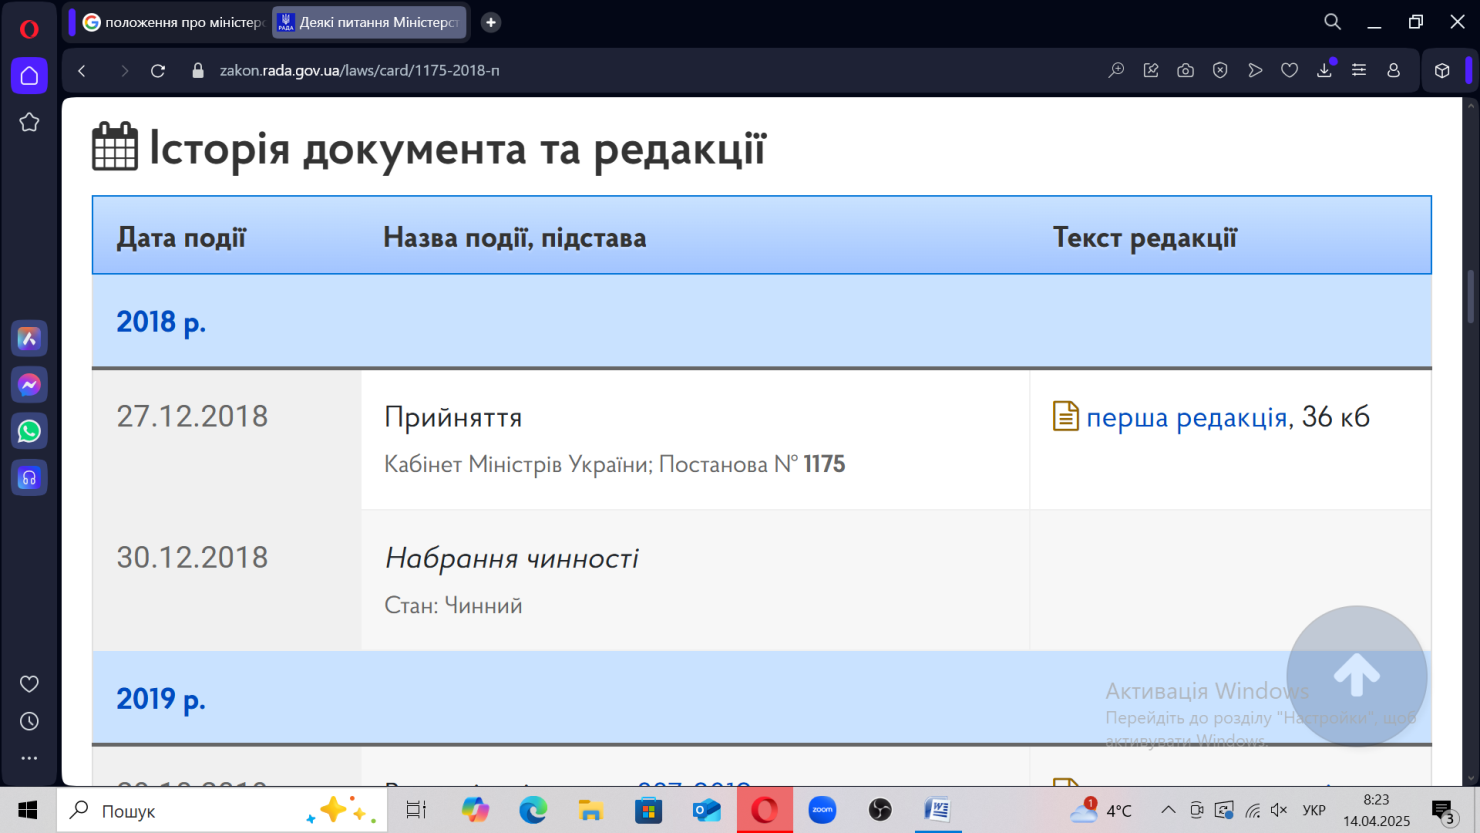 положення про міністер
Деякі питання Міністерст
zakon.rada.gov.ua/laws/card/1175-2018-п
Історія документа та редакції
Дата події
Назва події, підстава
Текст редакції
2018 р.
27.12.2018
Прийняття
перша редакція, 36 кб
Кабінет Міністрів України; Постанова № 1175
30.12.2018
Набрання чинності
Стан: Чинний
2019 р.
Активація Windows
Перейдіть до розділу "Настройки", щоб
активувати Windows.
Пошук
zoom
1
4°C
УКР
8:23
14.04.2025
3